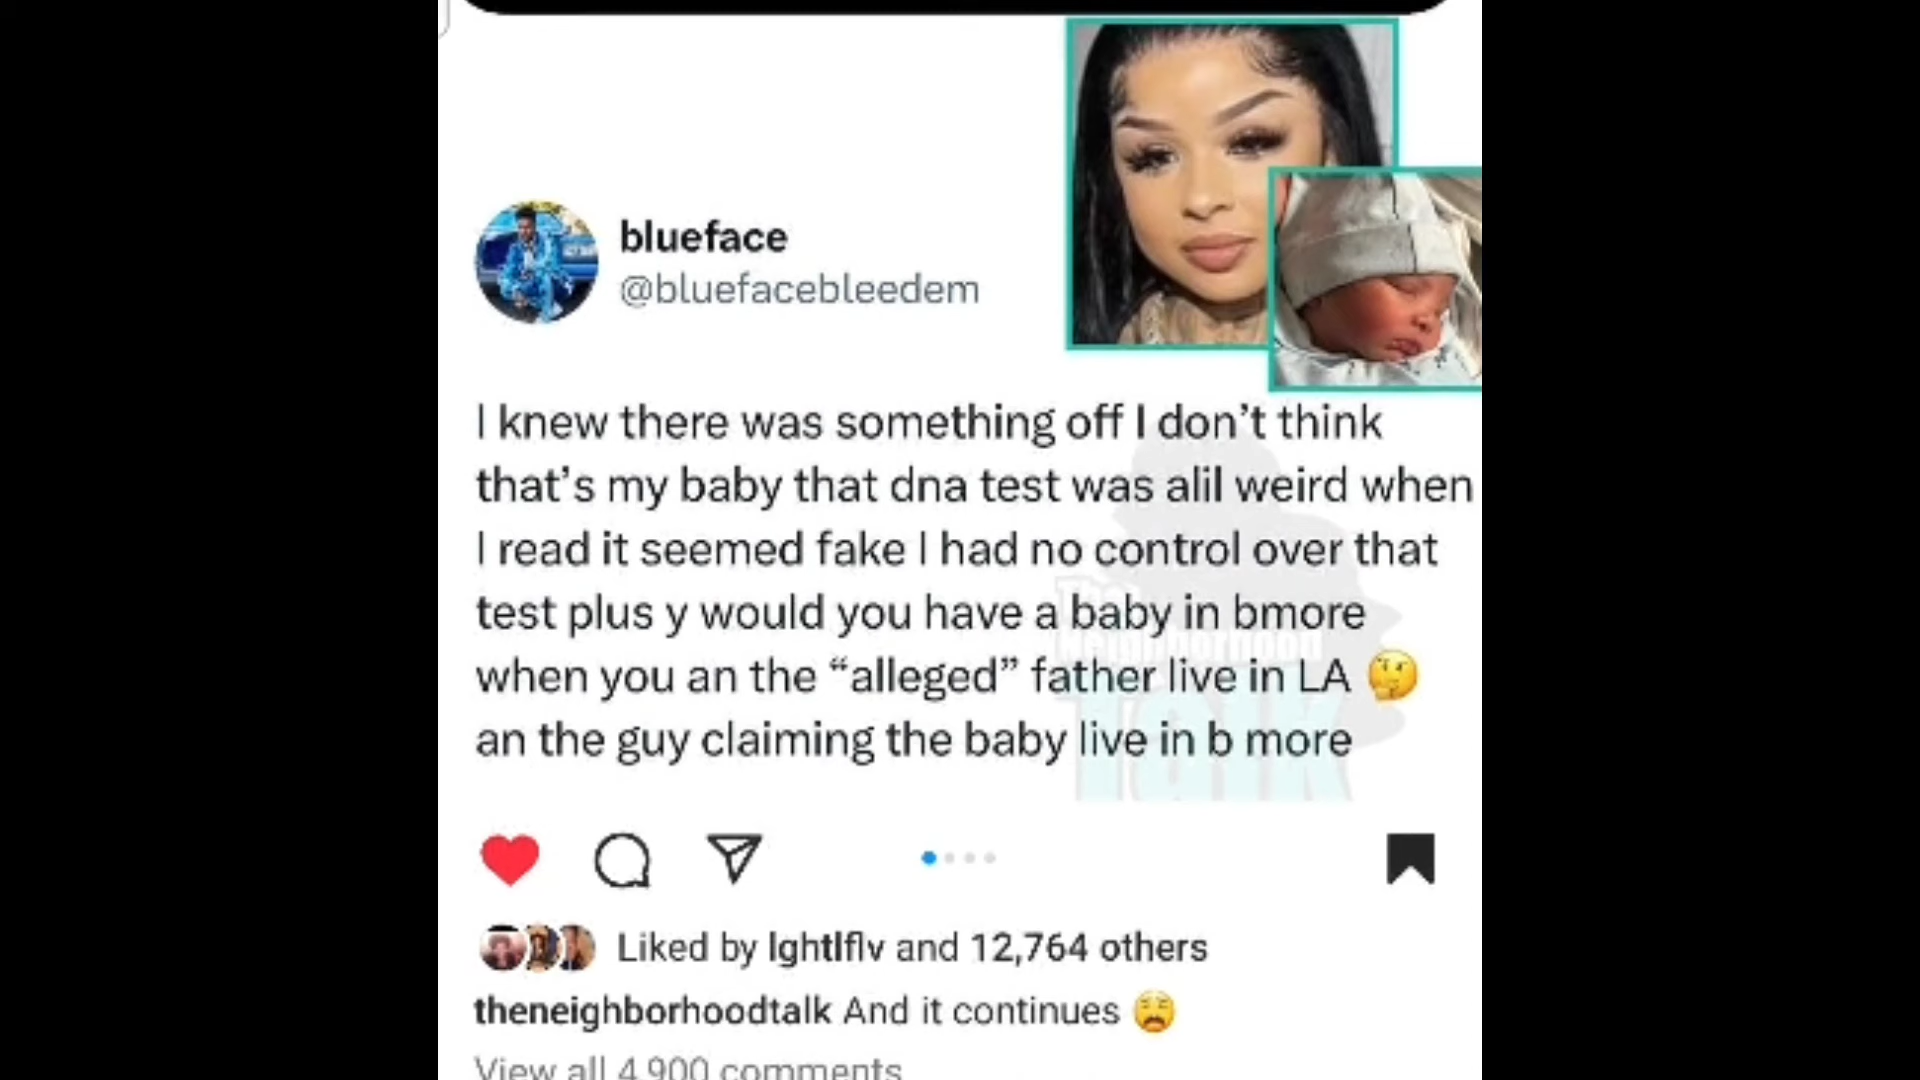 blueface
@bluefacebleedem
I knew there was something off I don’t think
that’s my baby that dna test was alil weird when
I read it seemed fake I had no control over that
test plus y would you have a baby in bmore
when you an the “alleged” father live in LA 🤔
an the guy claiming the baby live in b more
The
Neighborhood
Talk
Liked by lghtlflv and 12,764 others
theneighborhoodtalk And it continues 😩
View all 4,900 comments